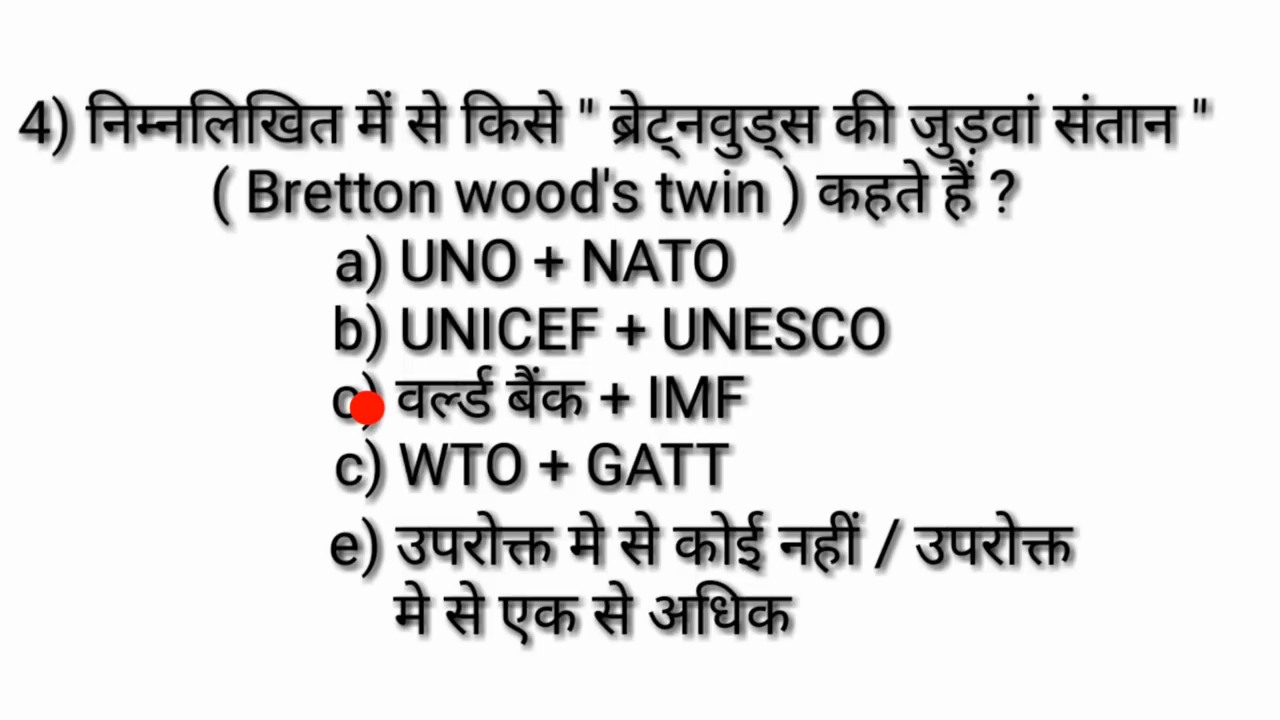 4) निम्नलिखित में से किसे " ब्रेट्नवुड्स की जुड़वां संतान "
( Bretton wood's twin ) कहते हैं ?
a) UNO + NATO
b) UNICEF + UNESCO
c) वर्ल्ड बैंक + IMF
c) WTO + GATT
e) उपरोक्त मे से कोई नहीं / उपरोक्त
मे से एक से अधिक